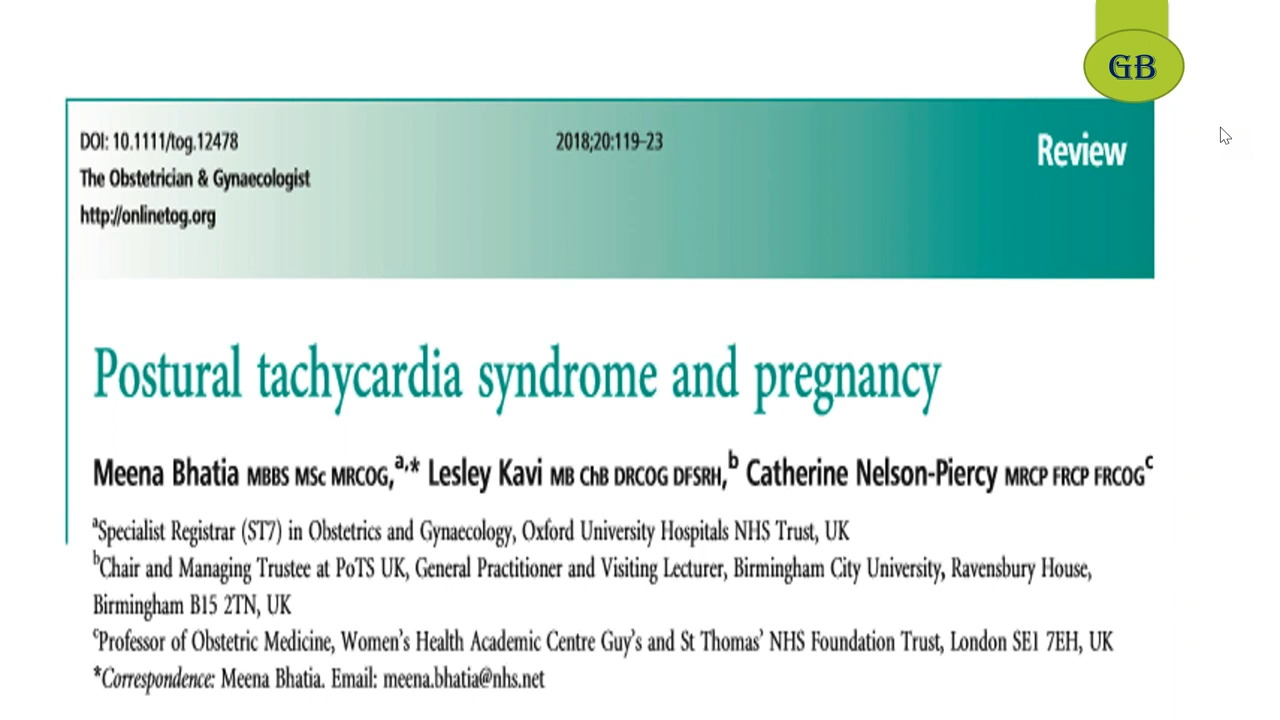 GB
DOI: 10.1111/tog.12478
2018;20:119–23
Review
The Obstetrician & Gynaecologist
http://onlinetog.org
Postural tachycardia syndrome and pregnancy
Meena Bhatia MBBS MSc MRCOG,a,* Lesley Kavi MB ChB DRCOG DFSRH,b Catherine Nelson-Piercy MRCP FRCP FRCOGc
aSpecialist Registrar (ST7) in Obstetrics and Gynaecology, Oxford University Hospitals NHS Trust, UK
bChair and Managing Trustee at PoTS UK, General Practitioner and Visiting Lecturer, Birmingham City University, Ravensbury House,
Birmingham B15 2TN, UK
cProfessor of Obstetric Medicine, Women's Health Academic Centre Guy's and St Thomas' NHS Foundation Trust, London SE1 7EH, UK
*Correspondence: Meena Bhatia. Email: meena.bhatia@nhs.net